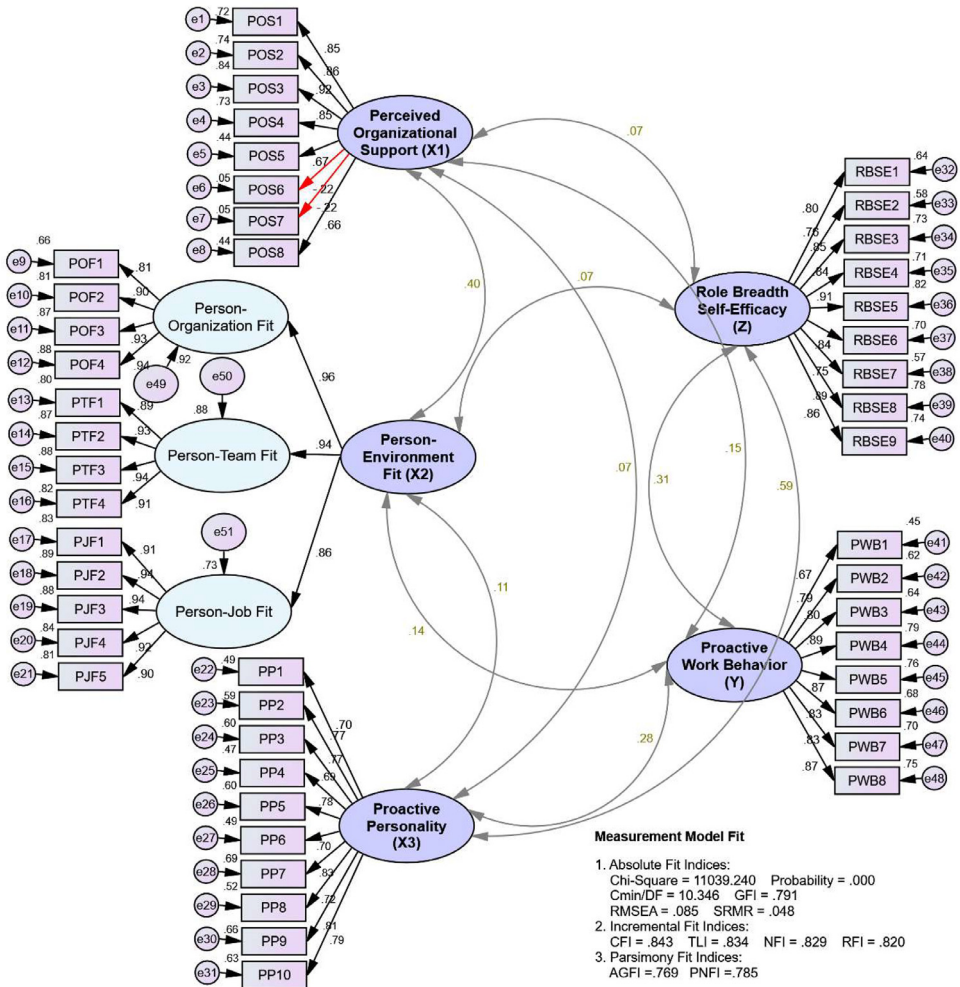 e1 .72 POS1 .85
e2 .74 POS2 .86
e3 .84 POS3 .92
e4 .73 POS4 .85
e5 .44 POS5 .67
e6 .05 POS6 -.22
e7 .05 POS7 -.22
e8 .44 POS8 .66
Perceived
Organizational
Support (X1)
e9 .66 POF1 .81
e10 .81 POF2 .90
e11 .87 POF3 .93
e12 .88 POF4 .94
Person-
Organization Fit
e49 .92
e50
.88
e13 .80 PTF1 .89
e14 .87 PTF2 .93
e15 .88 PTF3 .94
e16 .82 PTF4 .91
Person-Team Fit
e51
.73
e17 .83 PJF1 .91
e18 .89 PJF2 .94
e19 .88 PJF3 .94
e20 .84 PJF4 .92
e21 .81 PJF5 .90
Person-Job Fit
.96
.94
.86
Person-
Environment
Fit (X2)
e22 .49 PP1 .70
e23 .59 PP2 .77
e24 .60 PP3 .77
e25 .47 PP4 .69
e26 .60 PP5 .78
e27 .49 PP6 .70
e28 .69 PP7 .83
e29 .52 PP8 .72
e30 .66 PP9 .81
e31 .63 PP10 .79
Proactive
Personality
(X3)
.07
.40
.07
.07
.15
.31
.59
.11
.14
.28
Role Breadth
Self-Efficacy
(Z)
.80 RBSE1 .64 e32
.76 RBSE2 .58 e33
.85 RBSE3 .73 e34
.84 RBSE4 .71 e35
.91 RBSE5 .82 e36
.84 RBSE6 .70 e37
.75 RBSE7 .57 e38
.89 RBSE8 .78 e39
.86 RBSE9 .74 e40
Proactive
Work Behavior
(Y)
.67 PWB1 .45 e41
.79 PWB2 .62 e42
.80 PWB3 .64 e43
.89 PWB4 .79 e44
.87 PWB5 .76 e45
.83 PWB6 .68 e46
.83 PWB7 .70 e47
.87 PWB8 .75 e48
Measurement Model Fit
1. Absolute Fit Indices:
Chi-Square = 11039.240 Probability = .000
Cmin/DF = 10.346 GFI = .791
RMSEA = .085 SRMR = .048
2. Incremental Fit Indices:
CFI = .843 TLI = .834 NFI = .829 RFI = .820
3. Parsimony Fit Indices:
AGFI =.769 PNFI =.785